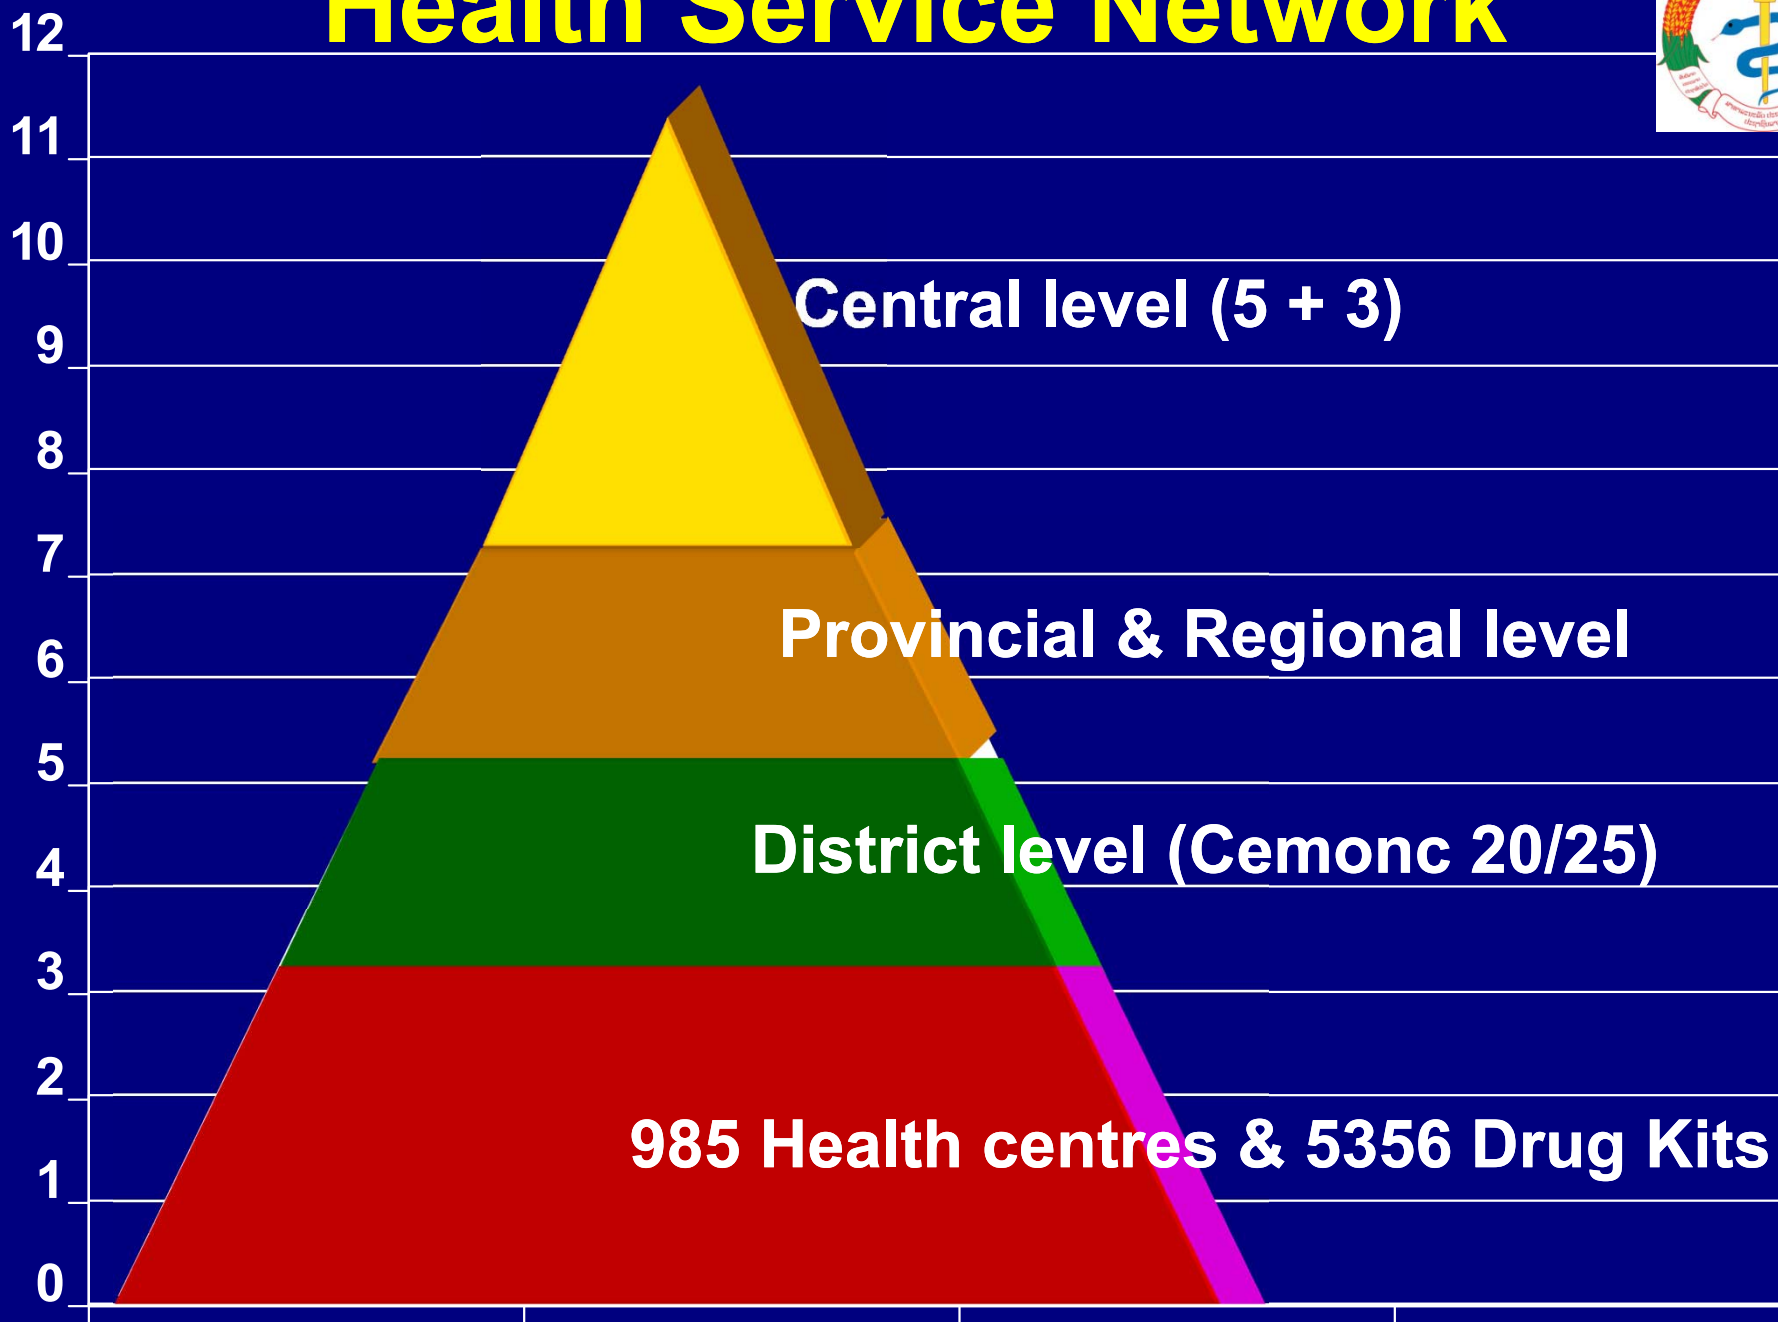 Health Service Network
12
11
10
9
8
7
6
5
4
3
2
1
0
Central level (5 + 3)
Provincial & Regional level
District level (Cemonc 20/25)
985 Health centres & 5356 Drug Kits